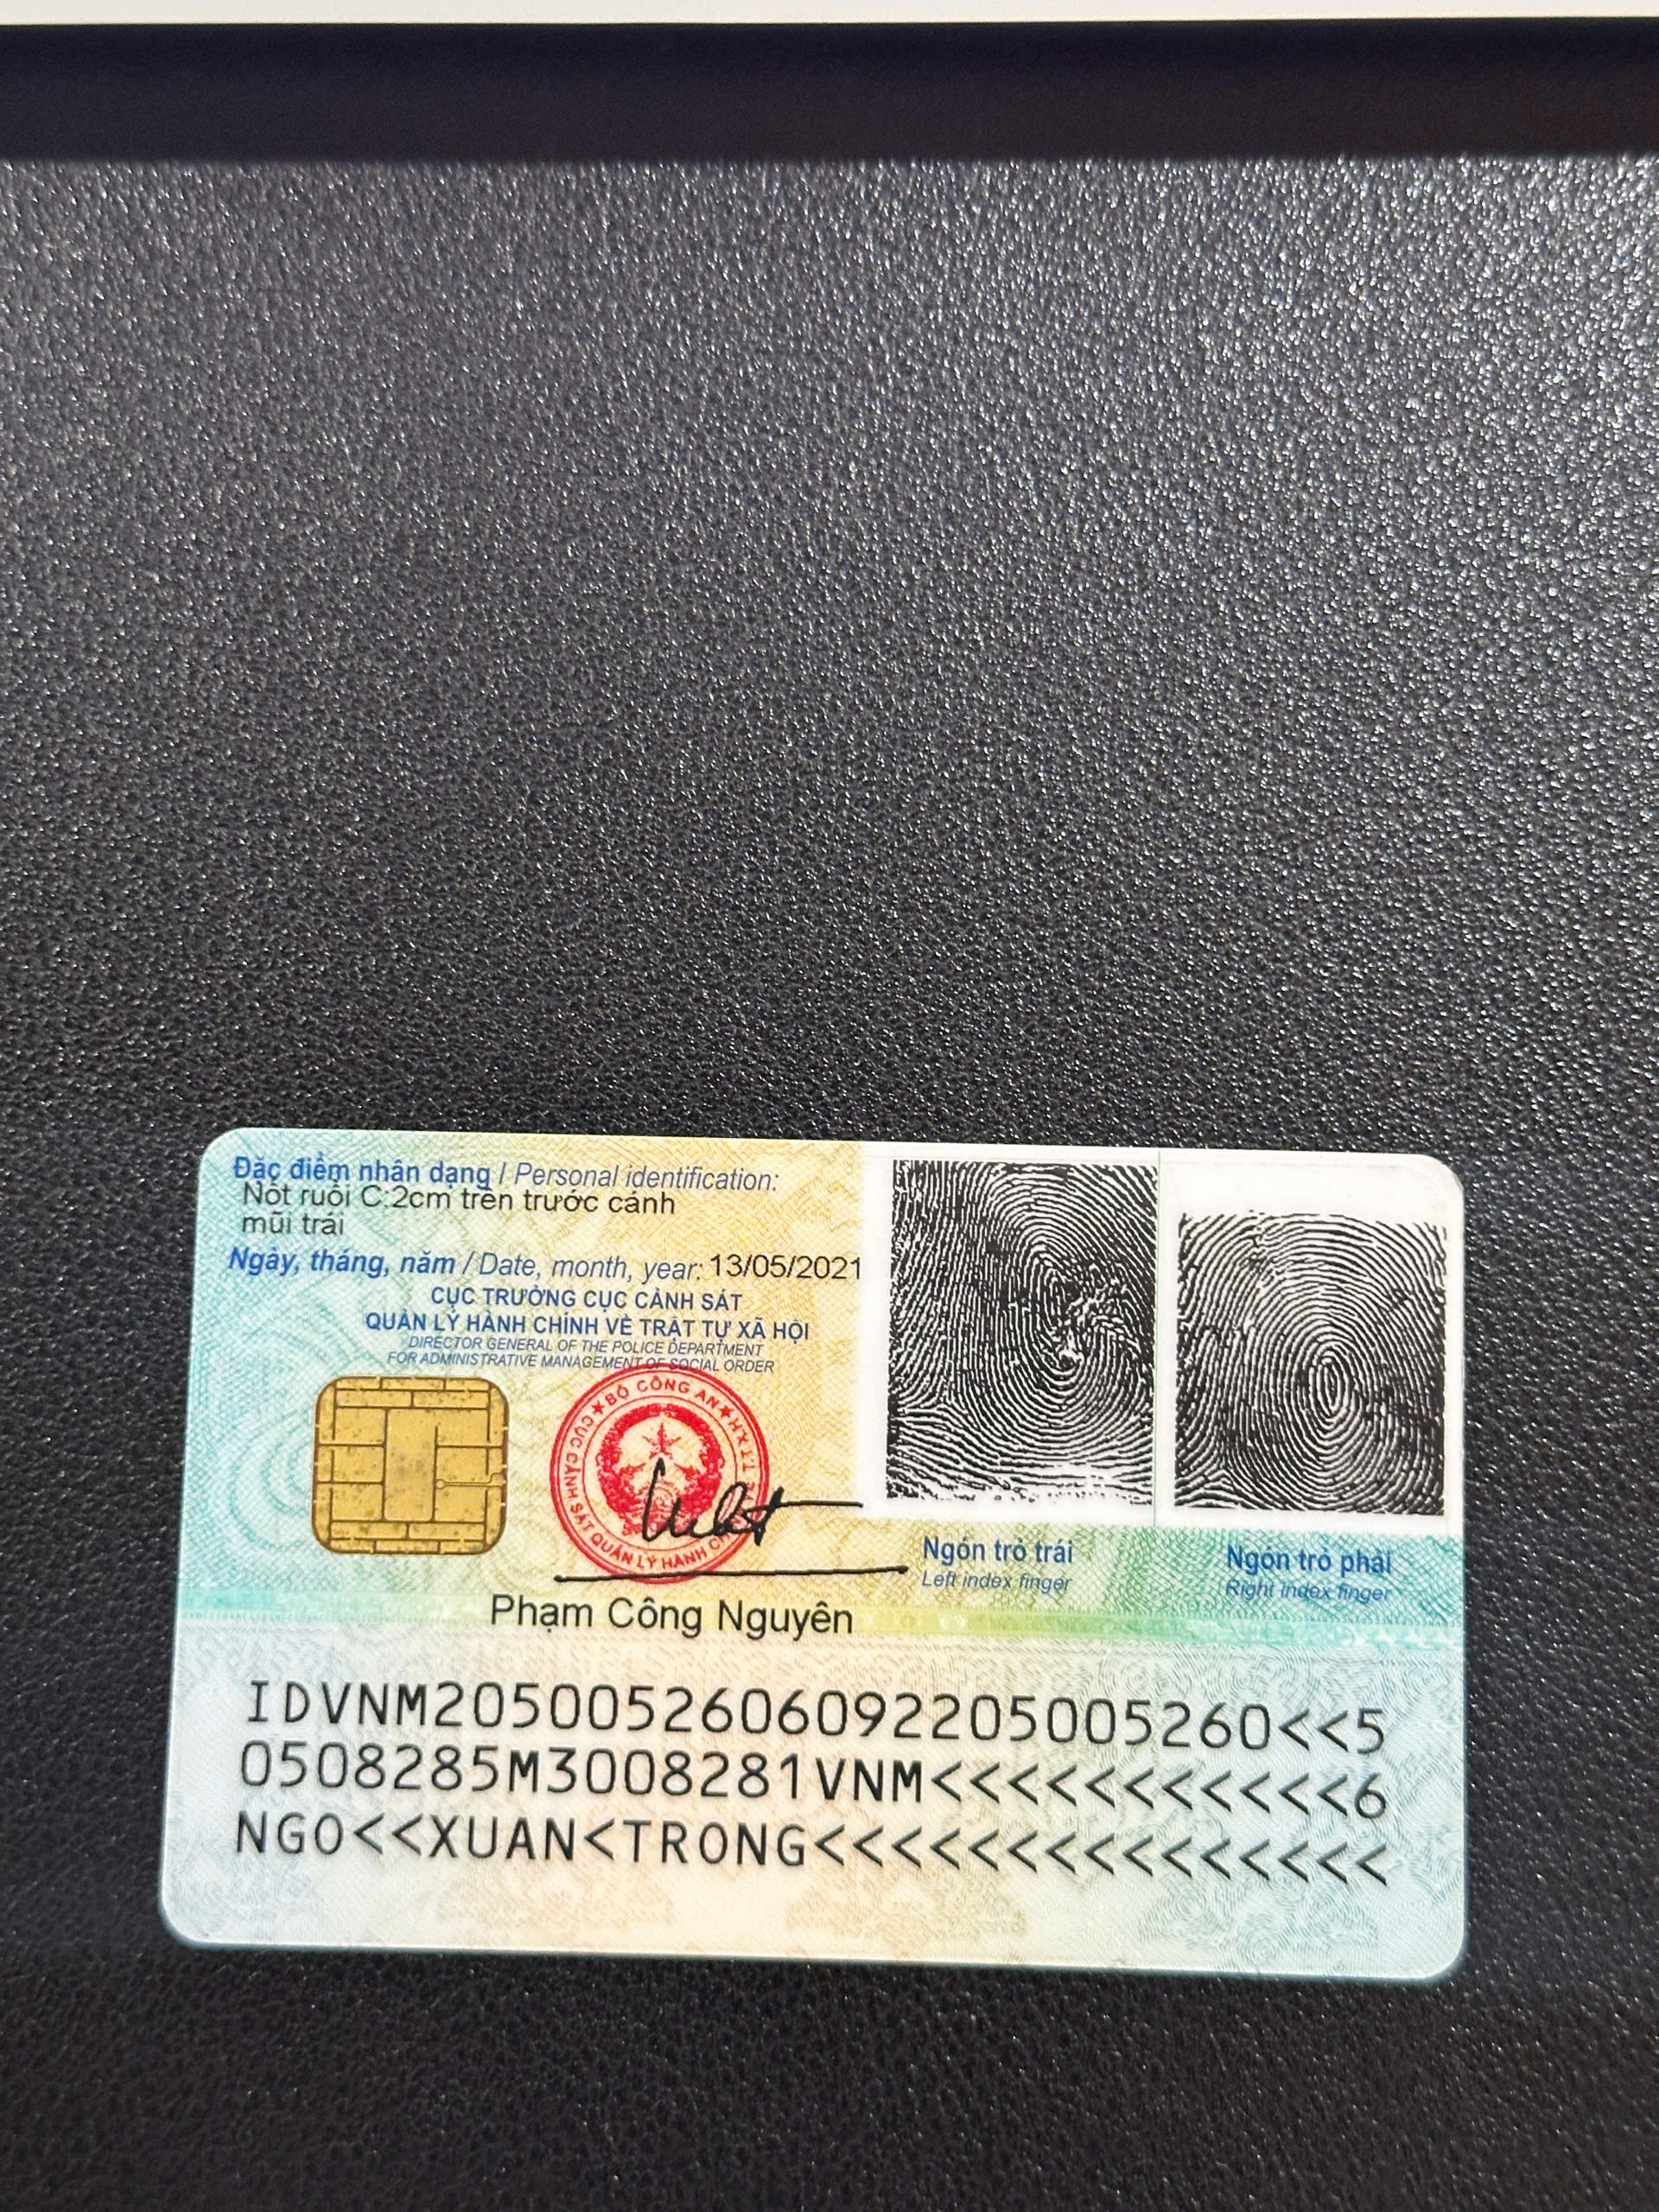 Đặc điểm nhân dạng / Personal identification:
Nốt ruồi C:2cm trên trước cánh
mũi trái
Ngày, tháng, năm / Date, month, year: 13/05/2021
CỤC TRƯỞNG CỤC CẢNH SÁT
QUẢN LÝ HÀNH CHÍNH VỀ TRẬT TỰ XÃ HỘI
DIRECTOR GENERAL OF THE POLICE DEPARTMENT
FOR ADMINISTRATIVE MANAGEMENT OF SOCIAL ORDER
BỘ CÔNG AN
CỤC CẢNH SÁT QUẢN LÝ HÀNH
Ngón trỏ trái
Left index finger
Ngón trỏ phải
Right index finger
Phạm Công Nguyên
IDVNM2050052606092205005260<<5
0508285M3008281VNM<<<<<<<<<<<6
NGO<<XUAN<TRONG<<<<<<<<<<<<<<<